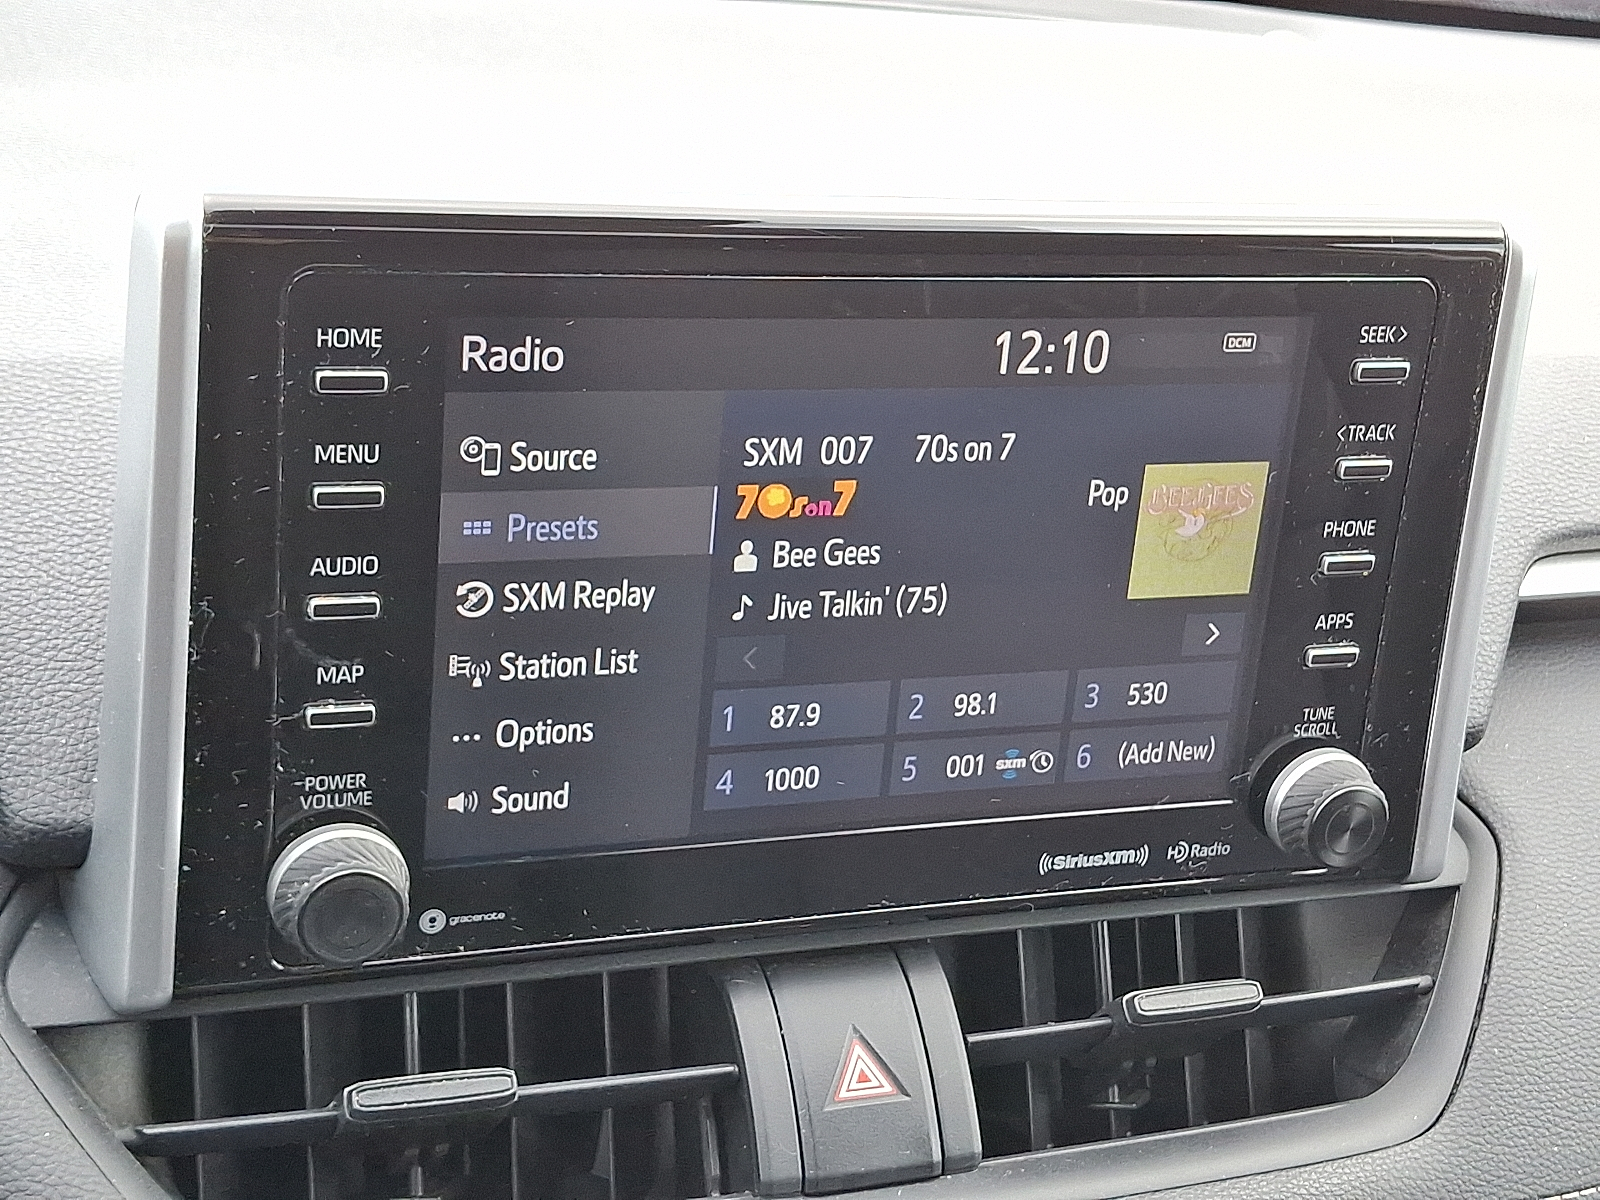 HOME
MENU
AUDIO
MAP
POWER
VOLUME
Radio
12:10
DCM
Source
Presets
SXM Replay
Station List
Options
Sound
SXM 007 70s on 7
70s on 7
Pop
BEE GEES
Bee Gees
Jive Talkin' (75)
<
>
1 87.9
2 98.1
3 530
4 1000
5 001 sxm
6 (Add New)
SEEK>
<TRACK
PHONE
APPS
TUNE
SCROLL
gracenote
((SiriusXM))
HD Radio